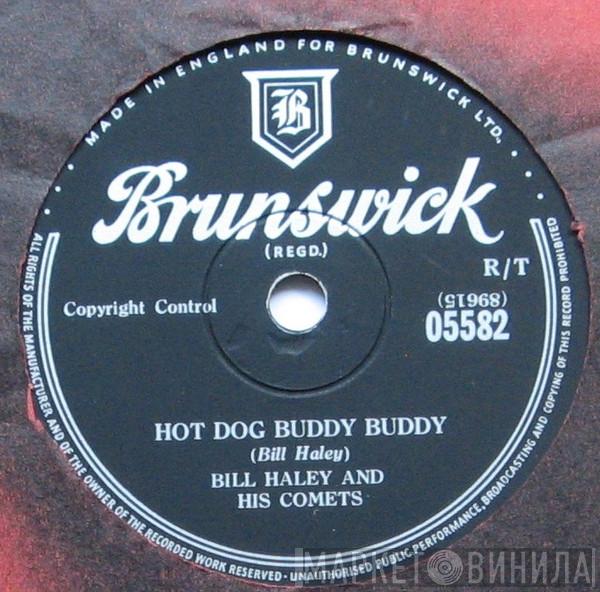 MADE IN ENGLAND FOR BRUNSWICK LTD.
B
Brunswick
(REGD.)
R/T
Copyright Control
(89615)
05582
HOT DOG BUDDY BUDDY
(Bill Haley)
BILL HALEY AND
HIS COMETS
ALL RIGHTS OF THE MANUFACTURER AND OF THE OWNER OF THE RECORDED WORK RESERVED · UNAUTHORISED PUBLIC PERFORMANCE, BROADCASTING AND COPYING OF THIS RECORD PROHIBITED
МАРКЕТ ВИНИЛА